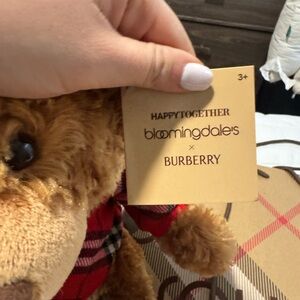 3+
HAPPYTOGETHER
bloomingdale's
×
BURBERRY